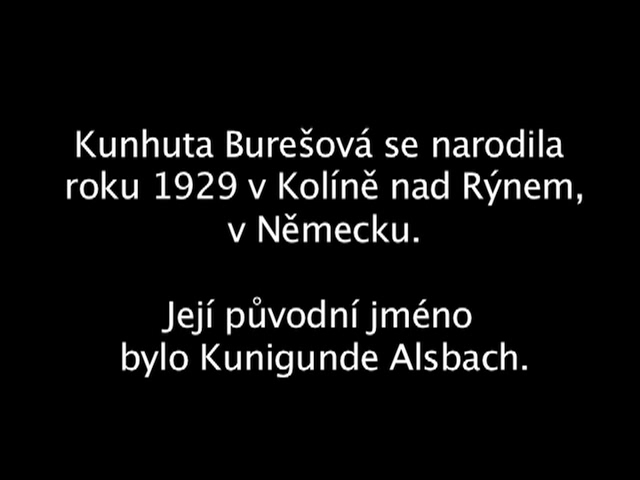 Kunhuta Burešová se narodila
roku 1929 v Kolíně nad Rýnem,
v Německu.
Její původní jméno
bylo Kunigunde Alsbach.